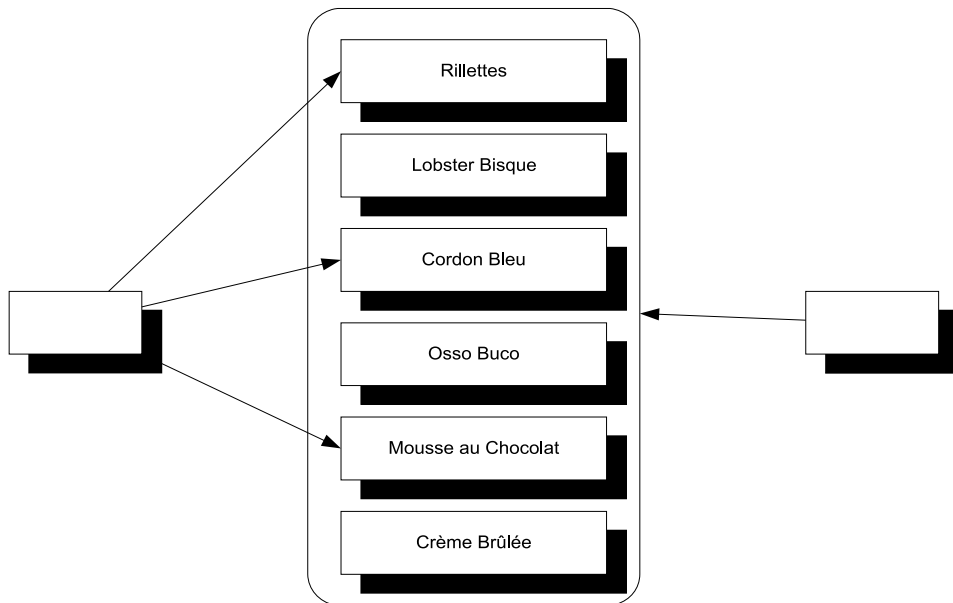 Rillettes
Lobster Bisque
Cordon Bleu
Osso Buco
Mousse au Chocolat
Crème Brûlée